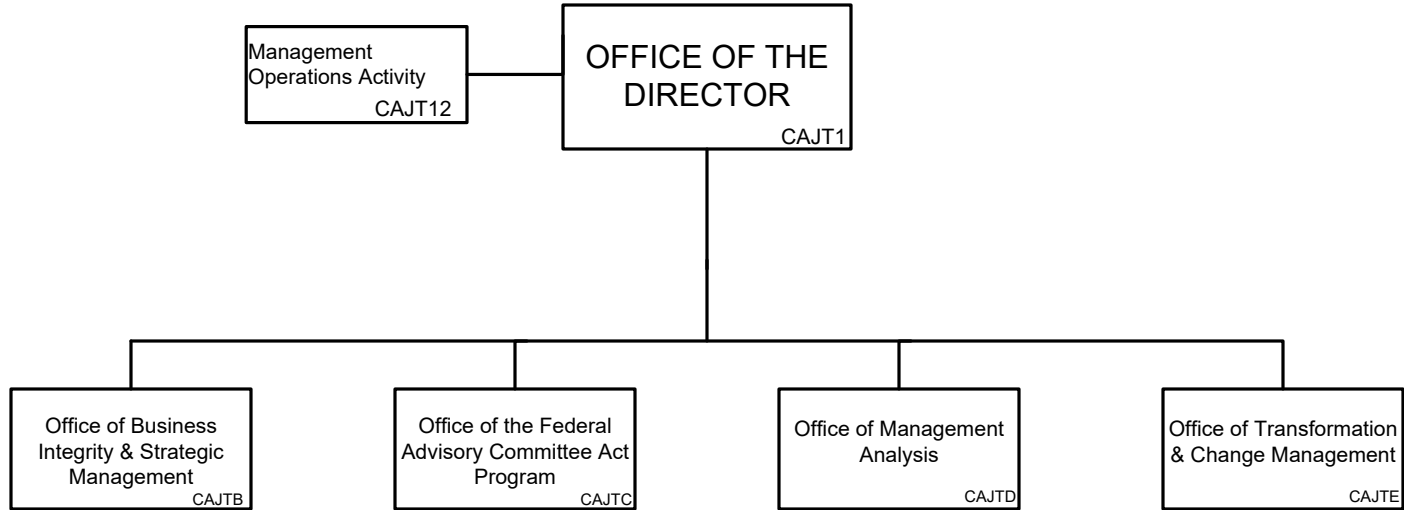 Management
Operations Activity
CAJT12
OFFICE OF THE
DIRECTOR
CAJT1
Office of Business
Integrity & Strategic
Management
CAJTB
Office of the Federal
Advisory Committee Act
Program
CAJTC
Office of Management
Analysis
CAJTD
Office of Transformation
& Change Management
CAJTE